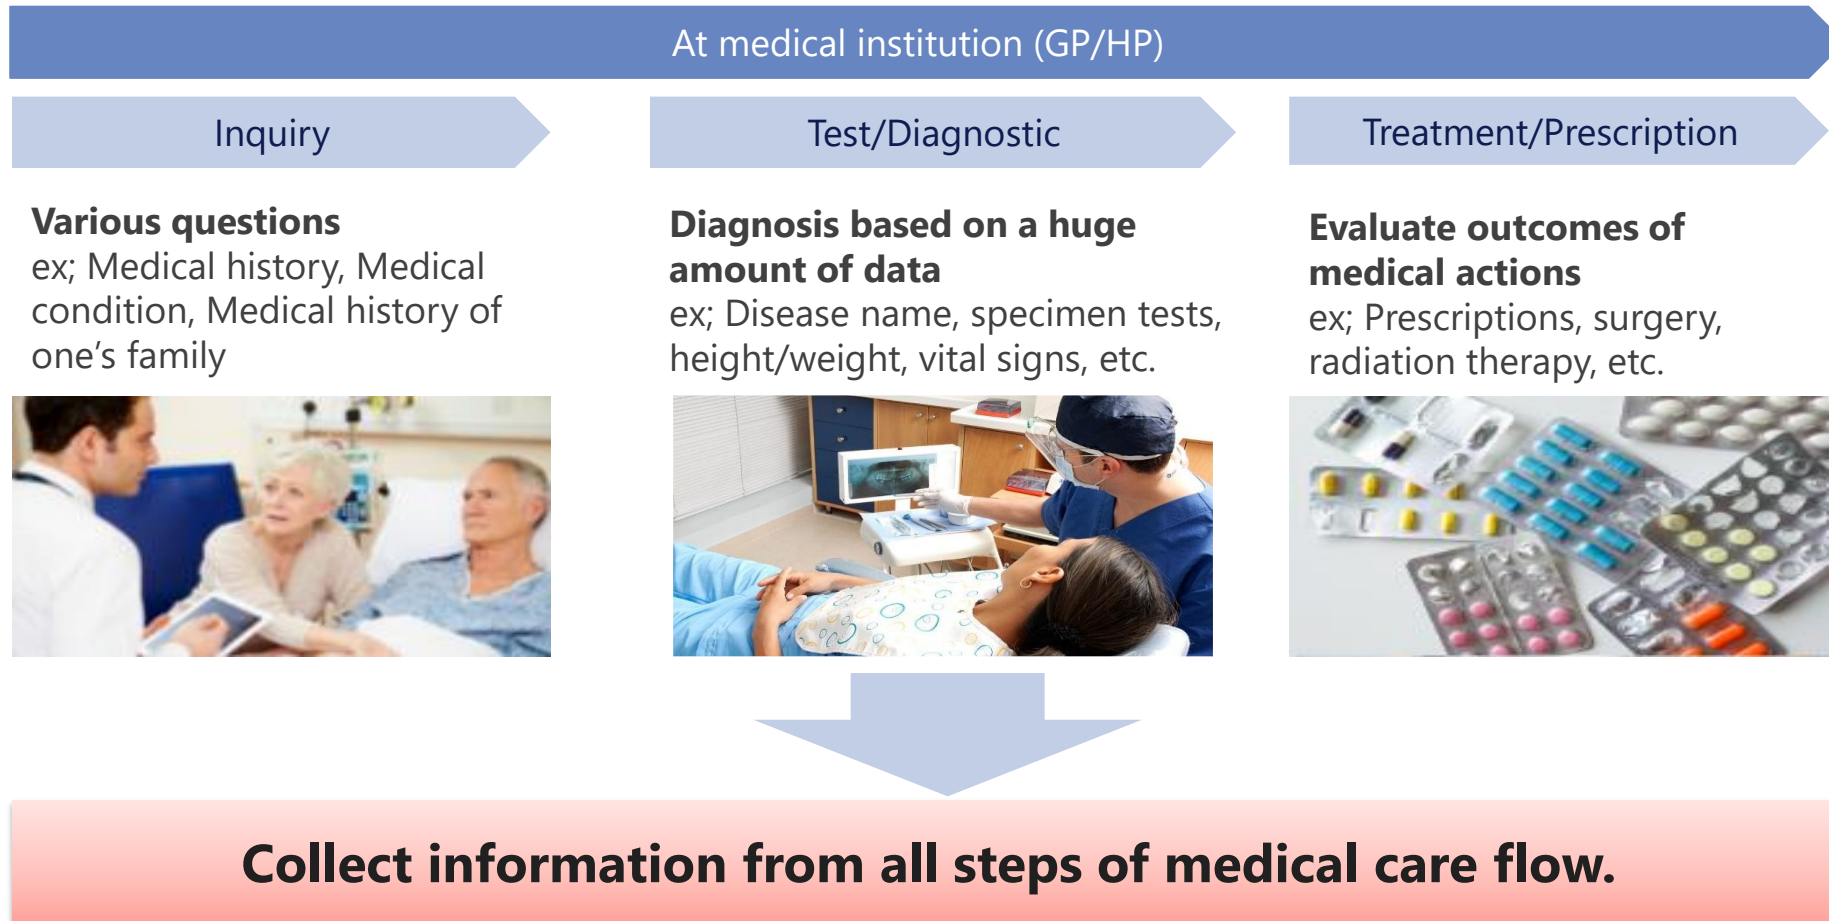 At medical institution (GP/HP)
Inquiry
Test/Diagnostic
Treatment/Prescription
Various questions
ex; Medical history, Medical
condition, Medical history of
one’s family
Diagnosis based on a huge
amount of data
ex; Disease name, specimen tests,
height/weight, vital signs, etc.
Evaluate outcomes of
medical actions
ex; Prescriptions, surgery,
radiation therapy, etc.
Collect information from all steps of medical care flow.